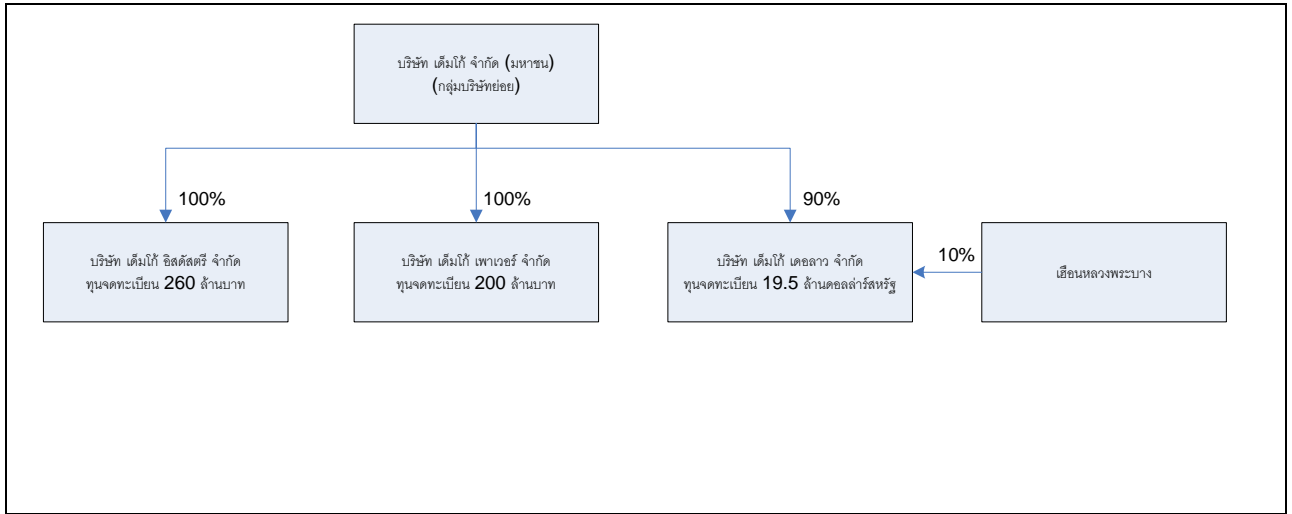 บริษัท เด็มโก้ จำกัด (มหาชน)
(กลุ่มบริษัทย่อย)
100%
100%
90%
บริษัท เด็มโก้ อิสดัสตรี จำกัด
ทุนจดทะเบียน 260 ล้านบาท
บริษัท เด็มโก้ เพาเวอร์ จำกัด
ทุนจดทะเบียน 200 ล้านบาท
บริษัท เด็มโก้ เดอลาว จำกัด
ทุนจดทะเบียน 19.5 ล้านดอลล่าร์สหรัฐ
10%
เฮือนหลวงพระบาง